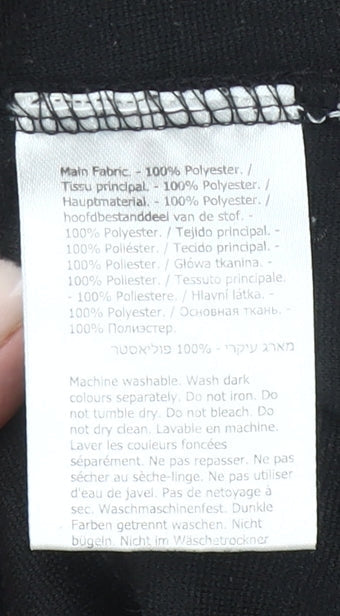 Main Fabric. - 100% Polyester. /
Tissu principal. - 100% Polyester. /
Hauptmaterial. - 100% Polyester. /
hoofdbestanddeel van de stof. -
100% Polyester. / Tejido principal. -
100% Poliéster. / Tecido principal. -
100% Poliester. / Główa tkanina. -
100% Poliester. / Tessuto principale.
- 100% Poliestere. / Hlavní látka. -
100% Polyester. / Основная ткань. -
100% Полиэстер.
מארג עיקרי - 100% פוליאסטר
Machine washable. Wash dark
colours separately. Do not iron. Do
not tumble dry. Do not bleach. Do
not dry clean. Lavable en machine.
Laver les couleurs foncées
séparément. Ne pas repasser. Ne pas
sécher au sèche-linge. Ne pas utiliser
d'eau de javel. Pas de netoyage à
sec. Waschmaschinenfest. Dunkle
Farben getrennt waschen. Nicht
bügeln. Nicht im Wäschetrockner